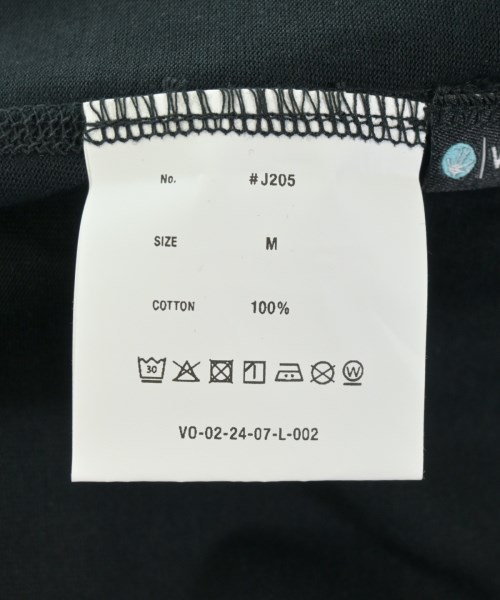 No. #J205
SIZE M
COTTON 100%
30 W
VO-02-24-07-L-002